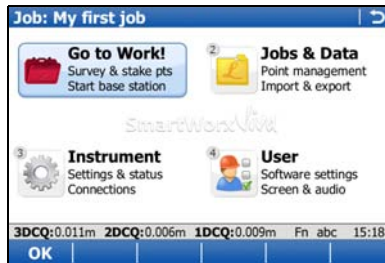 Job: My first job
Go to Work!
Survey & stake pts
Start base station
2
Jobs & Data
Point management
Import & export
SmartWorx Viva
3
Instrument
Settings & status
Connections
4
User
Software settings
Screen & audio
3DCQ:0.011m 2DCQ:0.006m 1DCQ:0.009m Fn abc 15:18
OK